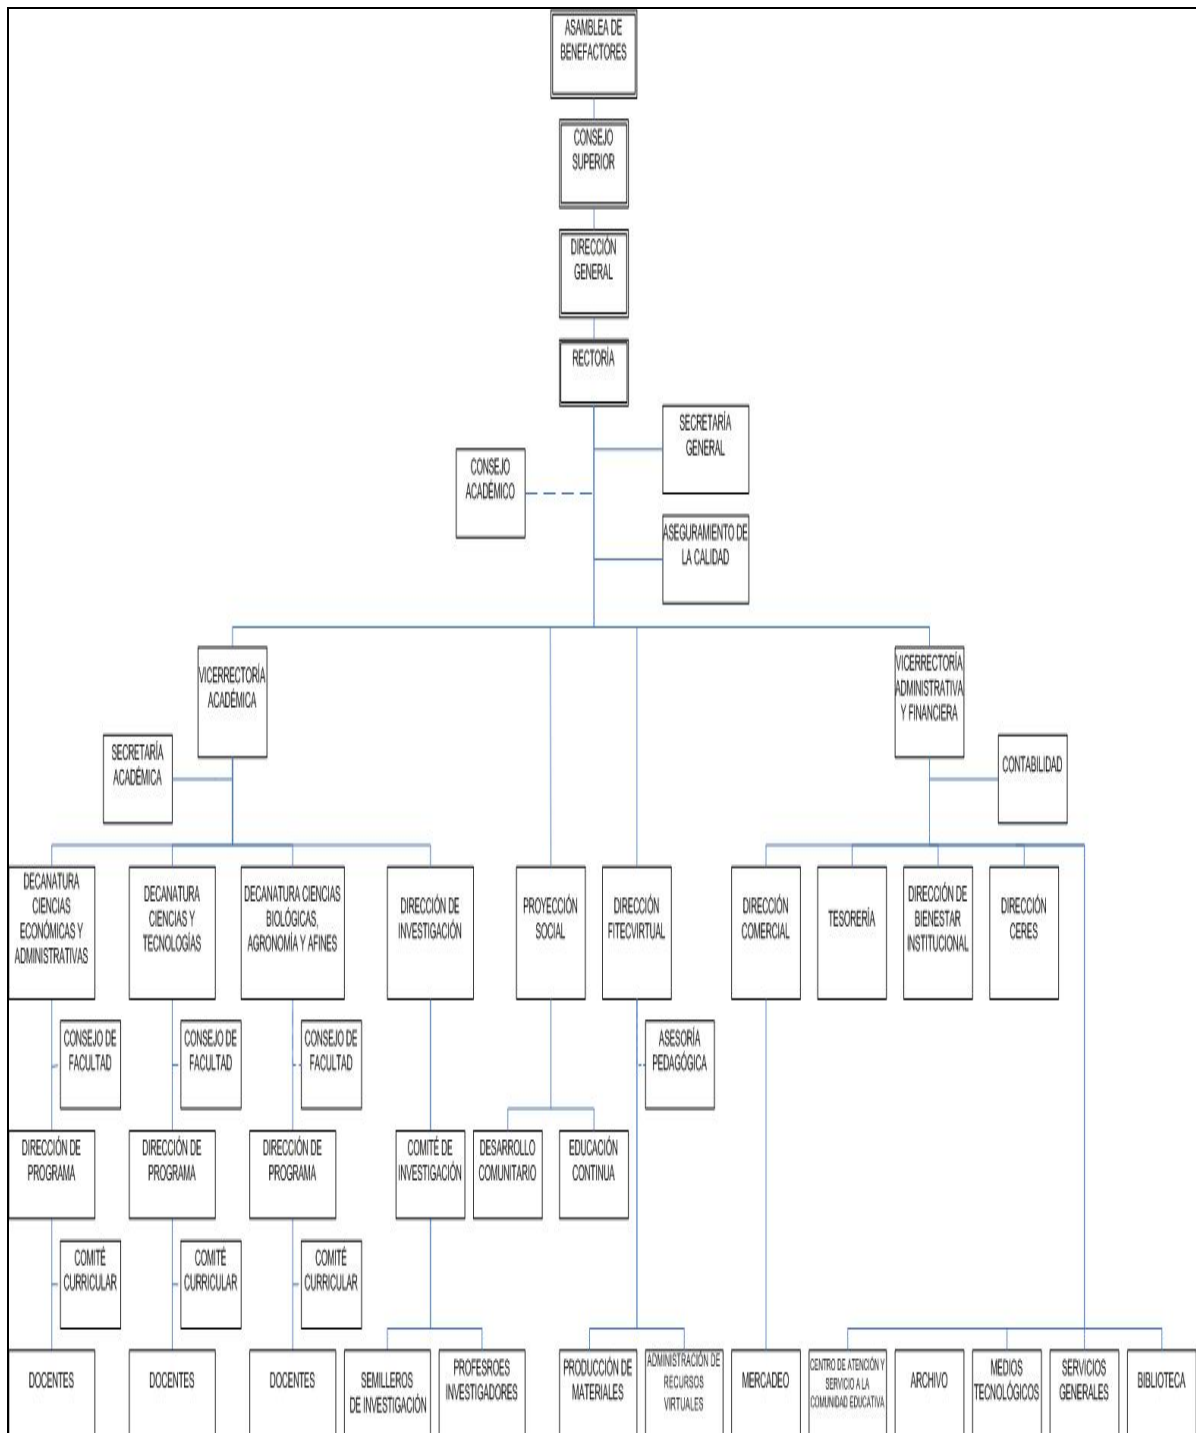 ASAMBLEA DE
BENEFACTORES
CONSEJO
SUPERIOR
DIRECCIÓN
GENERAL
RECTORÍA
SECRETARÍA
GENERAL
CONSEJO
ACADÉMICO
ASEGURAMIENTO DE
LA CALIDAD
VICERRECTORÍA
ACADÉMICA
VICERRECTORÍA
ADMINISTRATIVA
Y FINANCIERA
SECRETARÍA
ACADÉMICA
CONTABILIDAD
DECANATURA
CIENCIAS
ECONÓMICAS Y
ADMINISTRATIVAS
DECANATURA
CIENCIAS Y
TECNOLOGÍAS
DECANATURA CIENCIAS
BIOLÓGICAS,
AGRONOMÍA Y AFINES
DIRECCIÓN DE
INVESTIGACIÓN
PROYECCIÓN
SOCIAL
DIRECCIÓN
FITECVIRTUAL
DIRECCIÓN
COMERCIAL
TESORERÍA
DIRECCIÓN DE
BIENESTAR
INSTITUCIONAL
DIRECCIÓN
CERES
CONSEJO DE
FACULTAD
CONSEJO DE
FACULTAD
CONSEJO DE
FACULTAD
ASESORÍA
PEDAGÓGICA
DIRECCIÓN DE
PROGRAMA
DIRECCIÓN DE
PROGRAMA
DIRECCIÓN DE
PROGRAMA
COMITÉ DE
INVESTIGACIÓN
DESARROLLO
COMUNITARIO
EDUCACIÓN
CONTINUA
COMITÉ
CURRICULAR
COMITÉ
CURRICULAR
COMITÉ
CURRICULAR
DOCENTES
DOCENTES
DOCENTES
SEMILLEROS
DE INVESTIGACIÓN
PROFESROES
INVESTIGADORES
PRODUCCIÓN DE
MATERIALES
ADMINISTRACIÓN DE
RECURSOS
VIRTUALES
MERCADEO
CENTRO DE ATENCIÓN Y
SERVICIO A LA
COMUNIDAD EDUCATIVA
ARCHIVO
MEDIOS
TECNOLÓGICOS
SERVICIOS
GENERALES
BIBLIOTECA